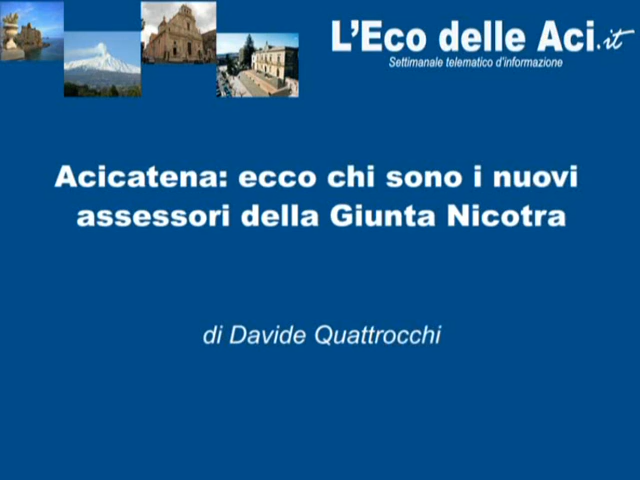 L'Eco delle Aci.it
Settimanale telematico d'informazione
Acicatena: ecco chi sono i nuovi
assessori della Giunta Nicotra
di Davide Quattrocchi